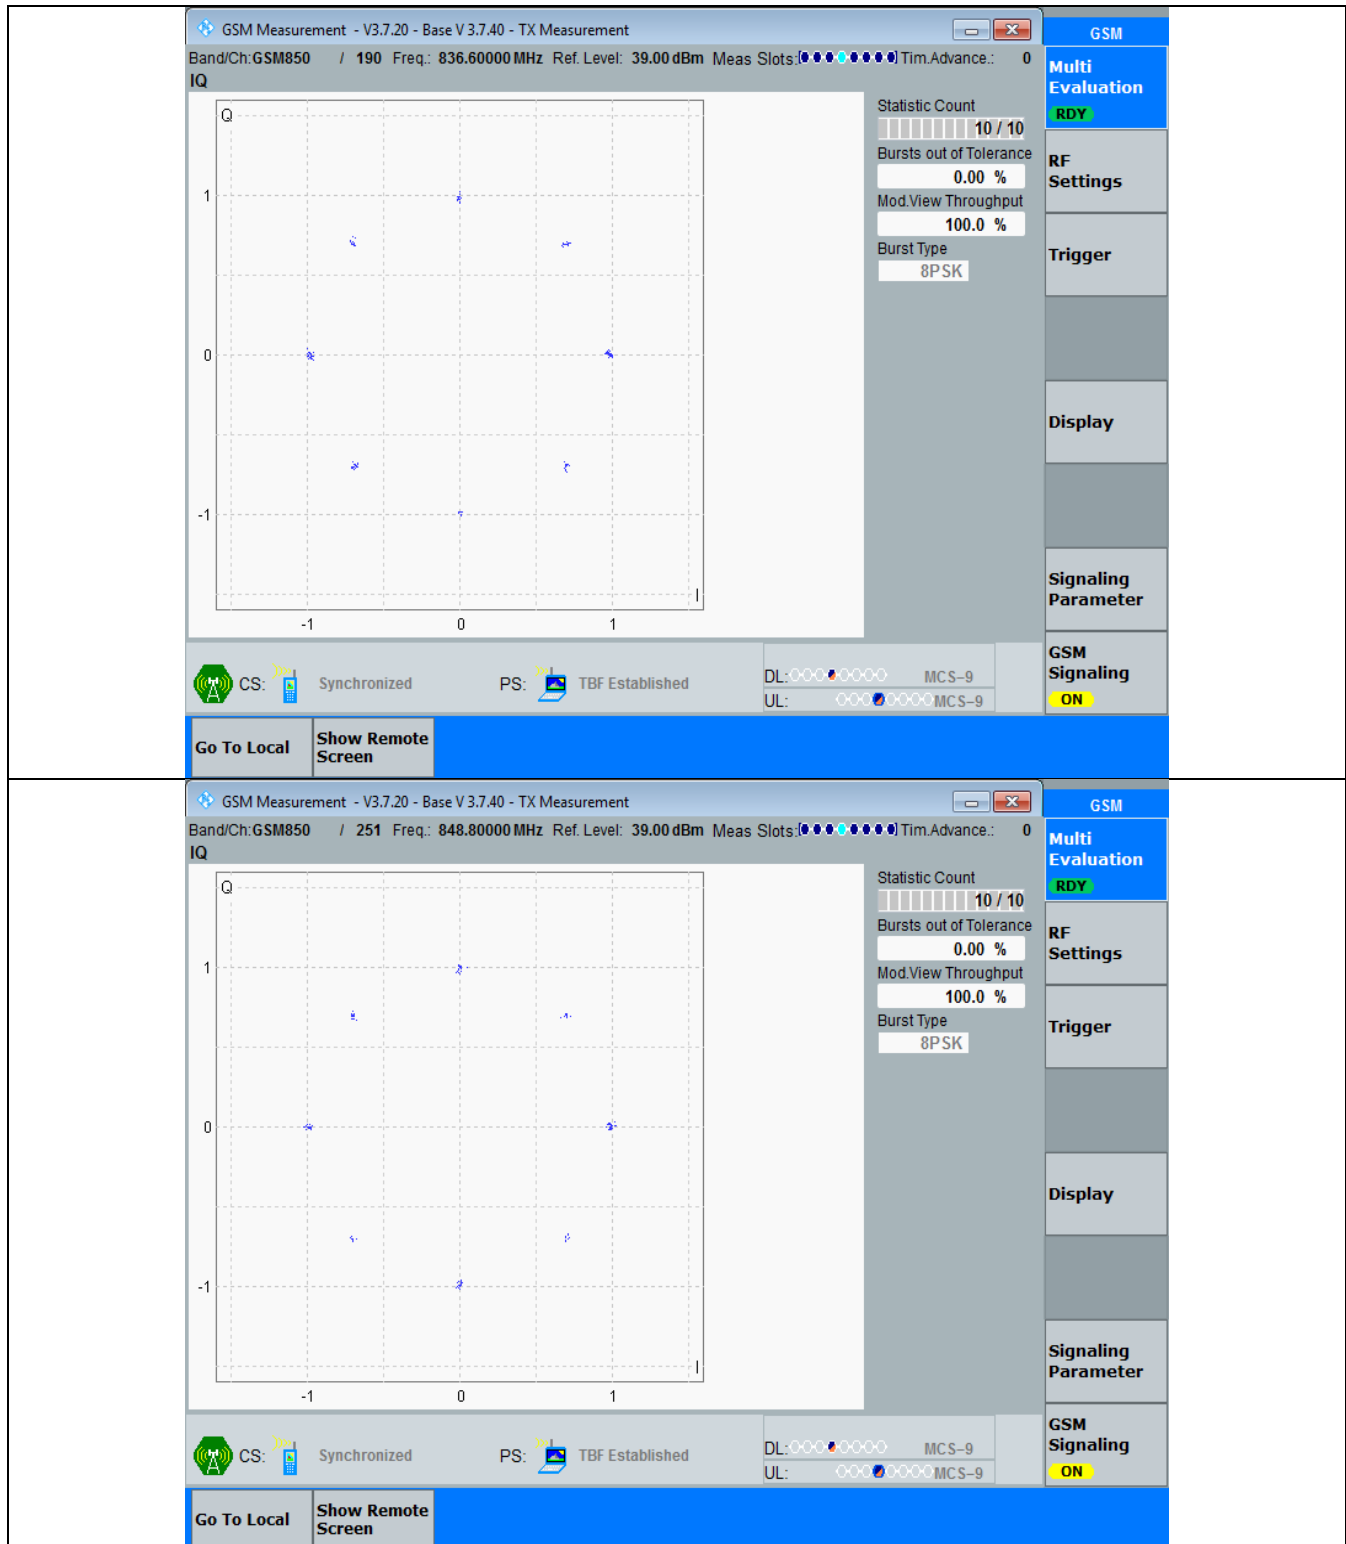 GSM Measurement - V3.7.20 - Base V 3.7.40 - TX Measurement
GSM
Band/Ch: GSM850 / 190 Freq.: 836.60000 MHz Ref. Level: 39.00 dBm Meas Slots: Tim.Advance.: 0
IQ
Multi
Evaluation
RDY
Q
1
0
-1
I
-1 0 1
Statistic Count
10 / 10
Bursts out of Tolerance
0.00 %
Mod.View Throughput
100.0 %
Burst Type
8PSK
RF
Settings
Trigger
Display
Signaling
Parameter
GSM
Signaling
ON
CS: Synchronized PS: TBF Established DL: MCS-9
UL: MCS-9
Go To Local Show Remote
Screen
GSM Measurement - V3.7.20 - Base V 3.7.40 - TX Measurement
GSM
Band/Ch: GSM850 / 251 Freq.: 848.80000 MHz Ref. Level: 39.00 dBm Meas Slots: Tim.Advance.: 0
IQ
Multi
Evaluation
RDY
Q
1
0
-1
I
-1 0 1
Statistic Count
10 / 10
Bursts out of Tolerance
0.00 %
Mod.View Throughput
100.0 %
Burst Type
8PSK
RF
Settings
Trigger
Display
Signaling
Parameter
GSM
Signaling
ON
CS: Synchronized PS: TBF Established DL: MCS-9
UL: MCS-9
Go To Local Show Remote
Screen